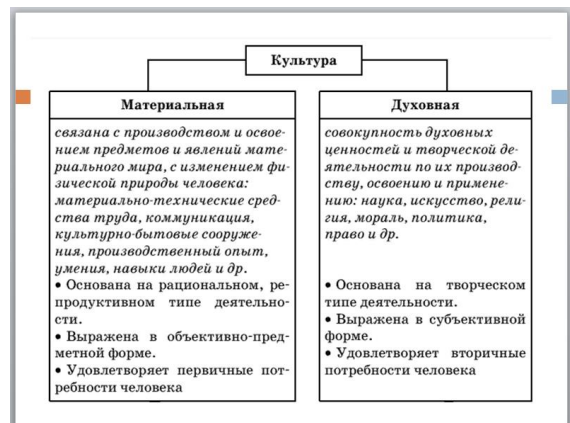 Культура
Материальная
связана с производством и освое-
нием предметов и явлений мате-
риального мира, с изменением фи-
зической природы человека:
материально-технические сред-
ства труда, коммуникация,
культурно-бытовые сооруже-
ния, производственный опыт,
умения, навыки людей и др.
• Основана на рациональном, ре-
продуктивном типе деятельно-
сти.
• Выражена в объективно-пред-
метной форме.
• Удовлетворяет первичные пот-
ребности человека
Духовная
совокупность духовных
ценностей и творческой де-
ятельности по их производ-
ству, освоению и примене-
нию: наука, искусство, рели-
гия, мораль, политика,
право и др.
• Основана на творческом
типе деятельности.
• Выражена в субъективной
форме.
• Удовлетворяет вторичные
потребности человека